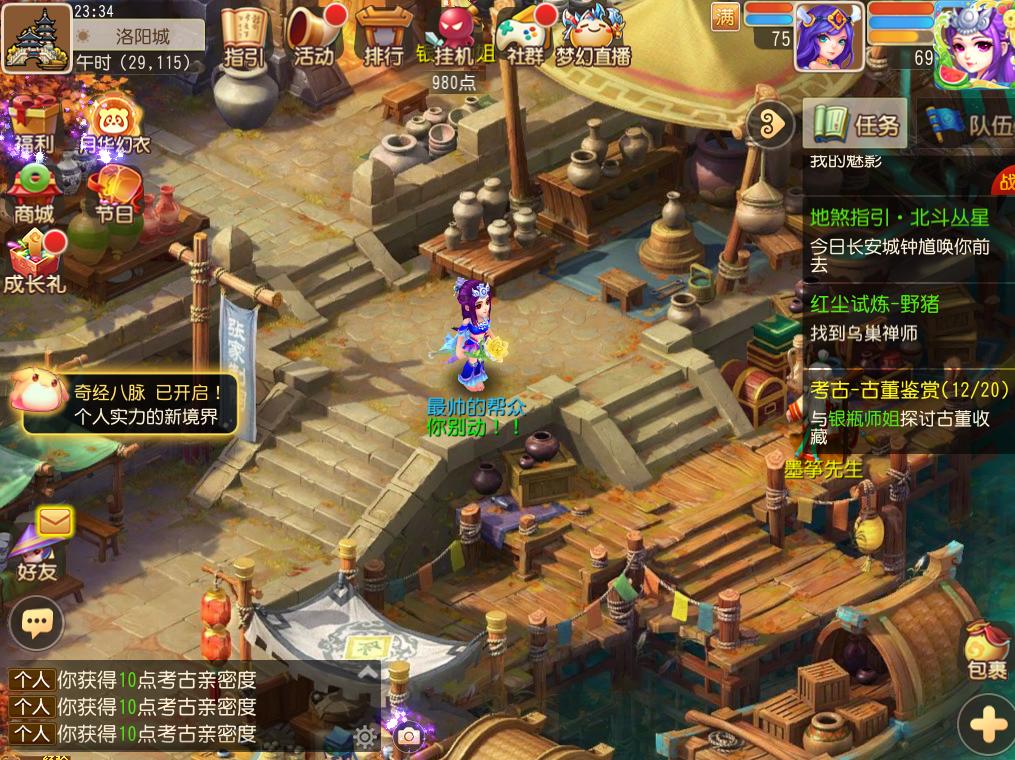 23:34
洛阳城
午时 (29,115)
指引
活动
排行
挂机
980点
社群
梦幻直播
满
75
69
福利
月华幻衣
商城
节日
成长礼
任务
队伍
我的魅影
战
地煞指引·北斗丛星
今日长安城钟馗唤你前
去
红尘试炼-野猪
找到乌巢禅师
考古-古董鉴赏(12/20)
与银瓶师姐探讨古董收
藏
墨筝先生
张家
奇经八脉 已开启！
个人实力的新境界
最帅的帮众
你别动！！
好友
包裹
个人 你获得10点考古亲密度
个人 你获得10点考古亲密度
个人 你获得10点考古亲密度